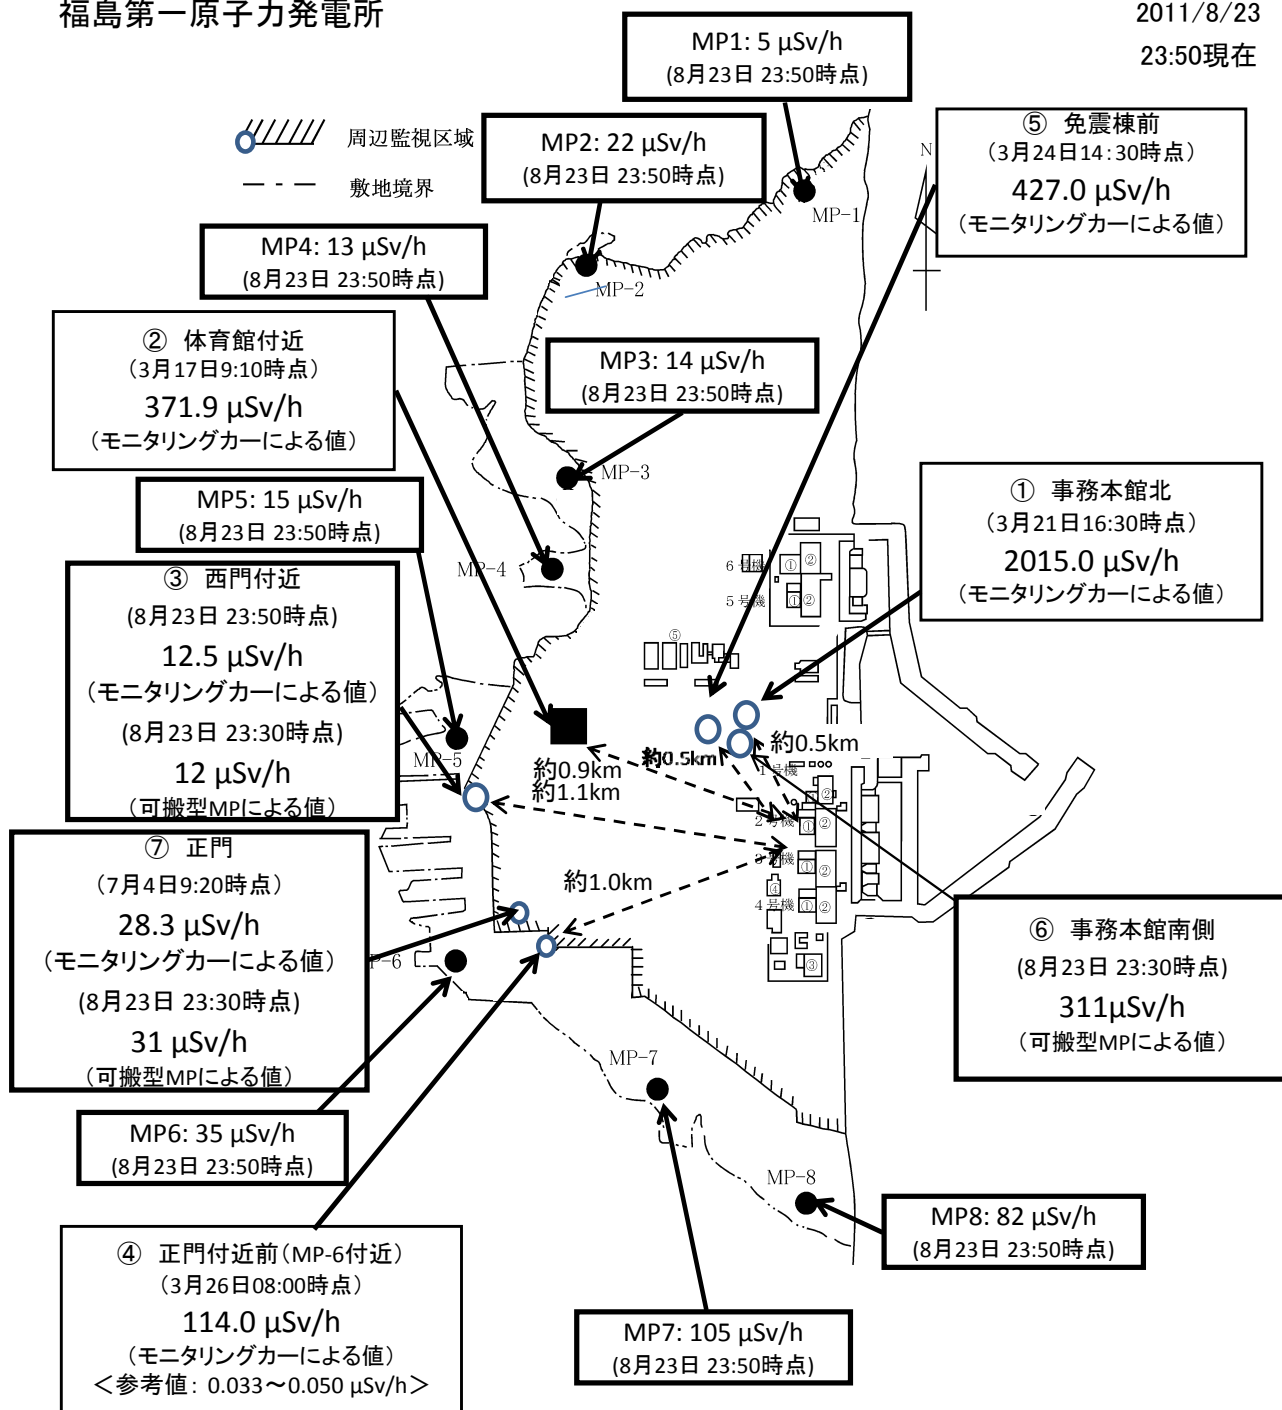 福島第一原子力発電所
2011/8/23
23:50現在
MP1: 5 μSv/h
(8月23日 23:50時点)
周辺監視区域
敷地境界
MP2: 22 μSv/h
(8月23日 23:50時点)
⑤ 免震棟前
(3月24日14:30時点)
427.0 μSv/h
(モニタリングカーによる値)
N
MP-1
MP4: 13 μSv/h
(8月23日 23:50時点)
MP-2
② 体育館付近
(3月17日9:10時点)
371.9 μSv/h
(モニタリングカーによる値)
MP3: 14 μSv/h
(8月23日 23:50時点)
MP-3
MP5: 15 μSv/h
(8月23日 23:50時点)
① 事務本館北
(3月21日16:30時点)
2015.0 μSv/h
(モニタリングカーによる値)
MP-4
6号機
① ②
5号機
① ②
③ 西門付近
(8月23日 23:50時点)
12.5 μSv/h
(モニタリングカーによる値)
(8月23日 23:30時点)
12 μSv/h
(可搬型MPによる値)
⑤
MP-5
約0.9km
約1.1km
約0.5km
約0.5km
1号機
②
2号機
① ②
3号機
① ②
④
4号機
① ②
③
約1.0km
⑦ 正門
(7月4日9:20時点)
28.3 μSv/h
(モニタリングカーによる値)
(8月23日 23:30時点)
31 μSv/h
(可搬型MPによる値)
P-6
⑥ 事務本館南側
(8月23日 23:30時点)
311μSv/h
(可搬型MPによる値)
MP-7
MP6: 35 μSv/h
(8月23日 23:50時点)
MP-8
MP8: 82 μSv/h
(8月23日 23:50時点)
④ 正門付近前(MP-6付近)
(3月26日08:00時点)
114.0 μSv/h
(モニタリングカーによる値)
＜参考値: 0.033～0.050 μSv/h＞
MP7: 105 μSv/h
(8月23日 23:50時点)